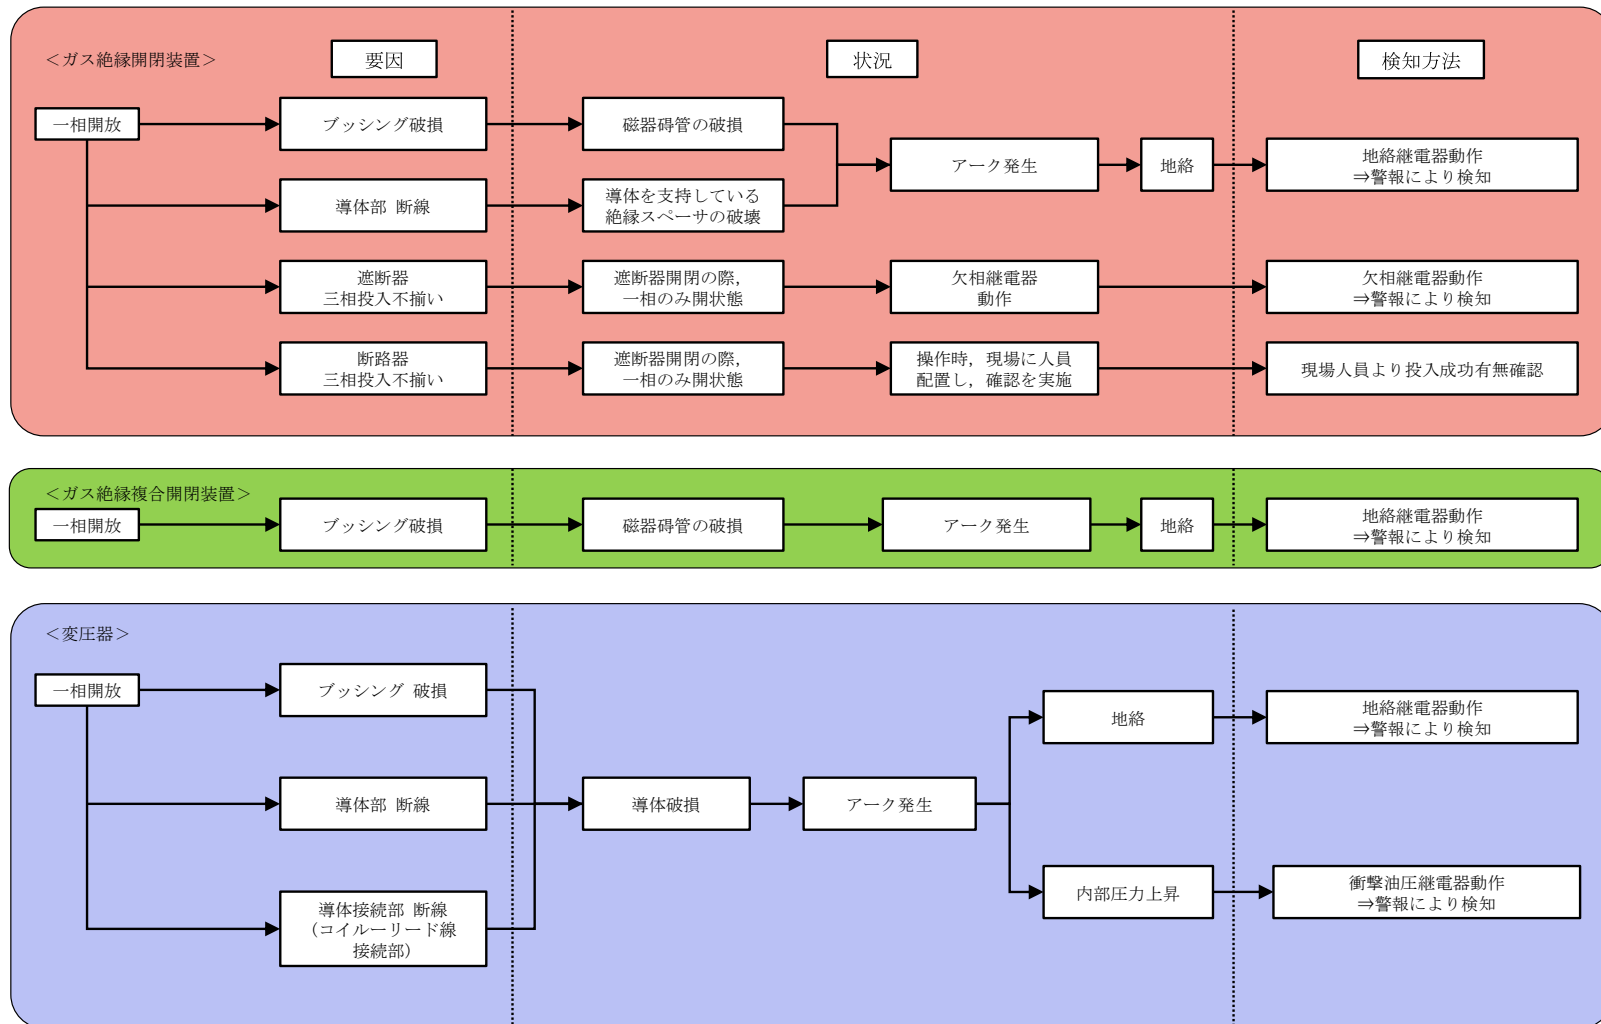 ＜ガス絶縁開閉装置＞
要因
状況
検知方法
一相開放
ブッシング破損
磁器碍管の破損
アーク発生
地絡
地絡継電器動作
⇒警報により検知
導体部 断線
導体を支持している
絶縁スペーサの破壊
遮断器
三相投入不揃い
遮断器開閉の際，
一相のみ開状態
欠相継電器
動作
欠相継電器動作
⇒警報により検知
断路器
三相投入不揃い
遮断器開閉の際，
一相のみ開状態
操作時，現場に人員
配置し，確認を実施
現場人員より投入成功有無確認
＜ガス絶縁複合開閉装置＞
一相開放
ブッシング破損
磁器碍管の破損
アーク発生
地絡
地絡継電器動作
⇒警報により検知
＜変圧器＞
一相開放
ブッシング 破損
地絡
地絡継電器動作
⇒警報により検知
導体部 断線
導体破損
アーク発生
導体接続部 断線
（コイルーリード線
接続部）
内部圧力上昇
衝撃油圧継電器動作
⇒警報により検知